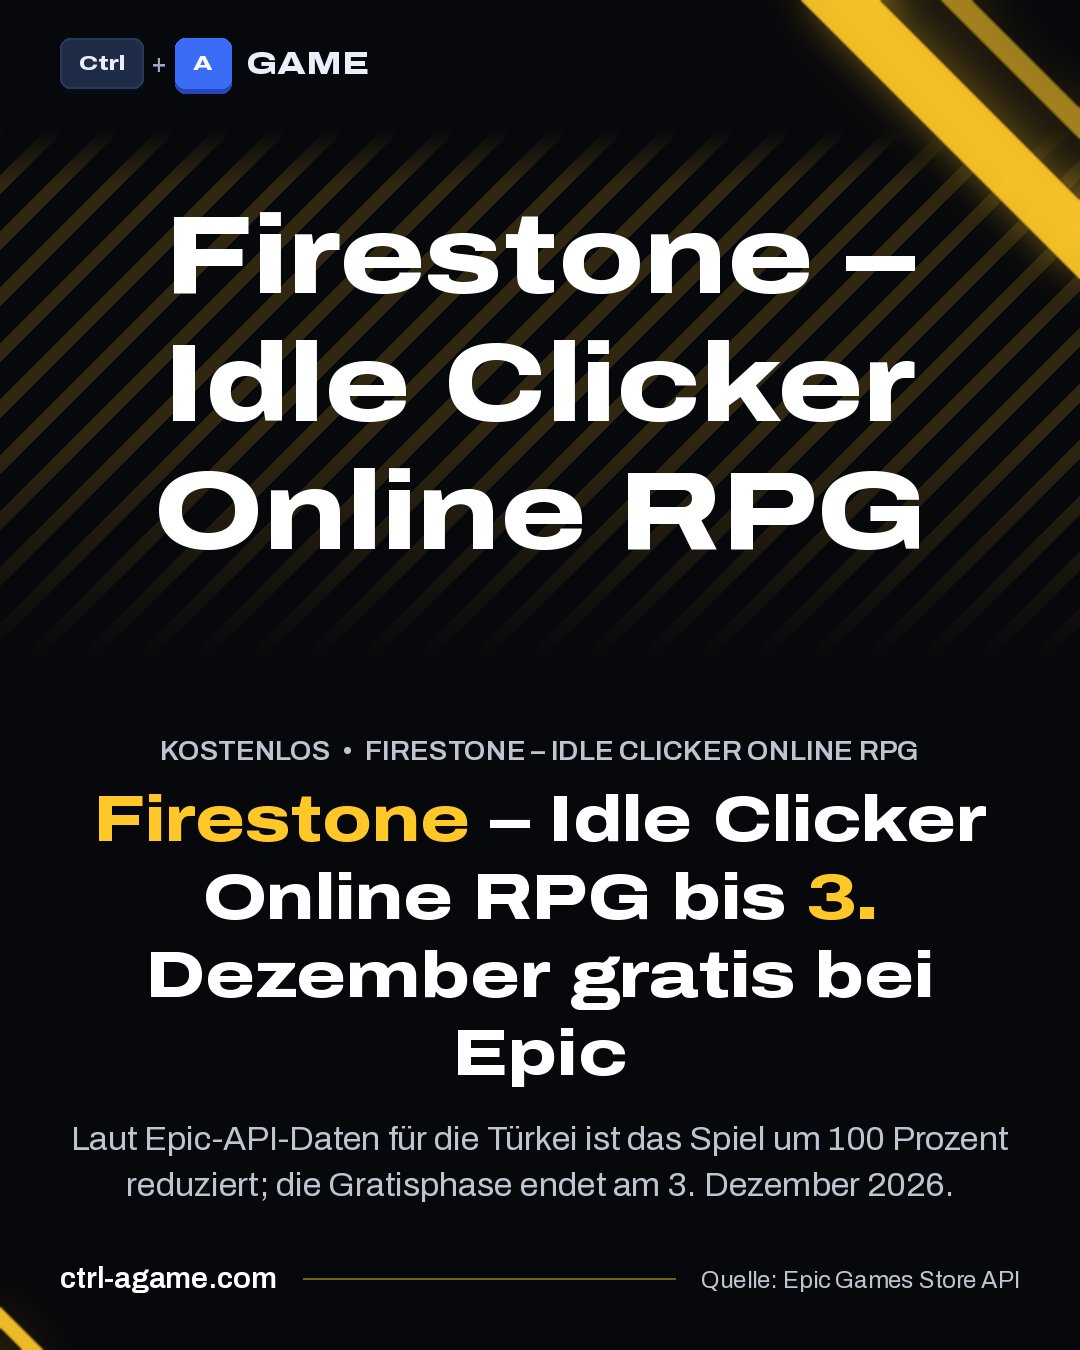 Ctrl + A GAME
Firestone –
Idle Clicker
Online RPG
KOSTENLOS • FIRESTONE – IDLE CLICKER ONLINE RPG
Firestone – Idle Clicker
Online RPG bis 3.
Dezember gratis bei
Epic
Laut Epic-API-Daten für die Türkei ist das Spiel um 100 Prozent
reduziert; die Gratisphase endet am 3. Dezember 2026.
ctrl-agame.com
Quelle: Epic Games Store API